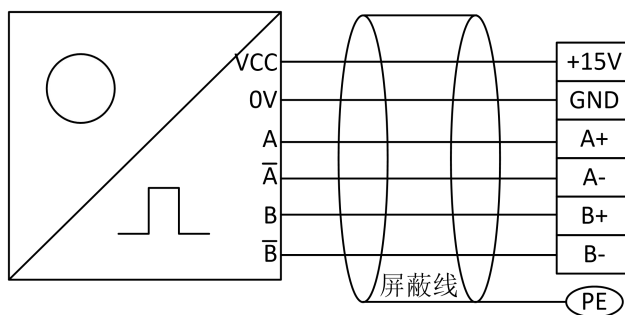 VCC +15V
0V GND
A A+
A̅ A-
B B+
B̅ B-
屏蔽线 PE